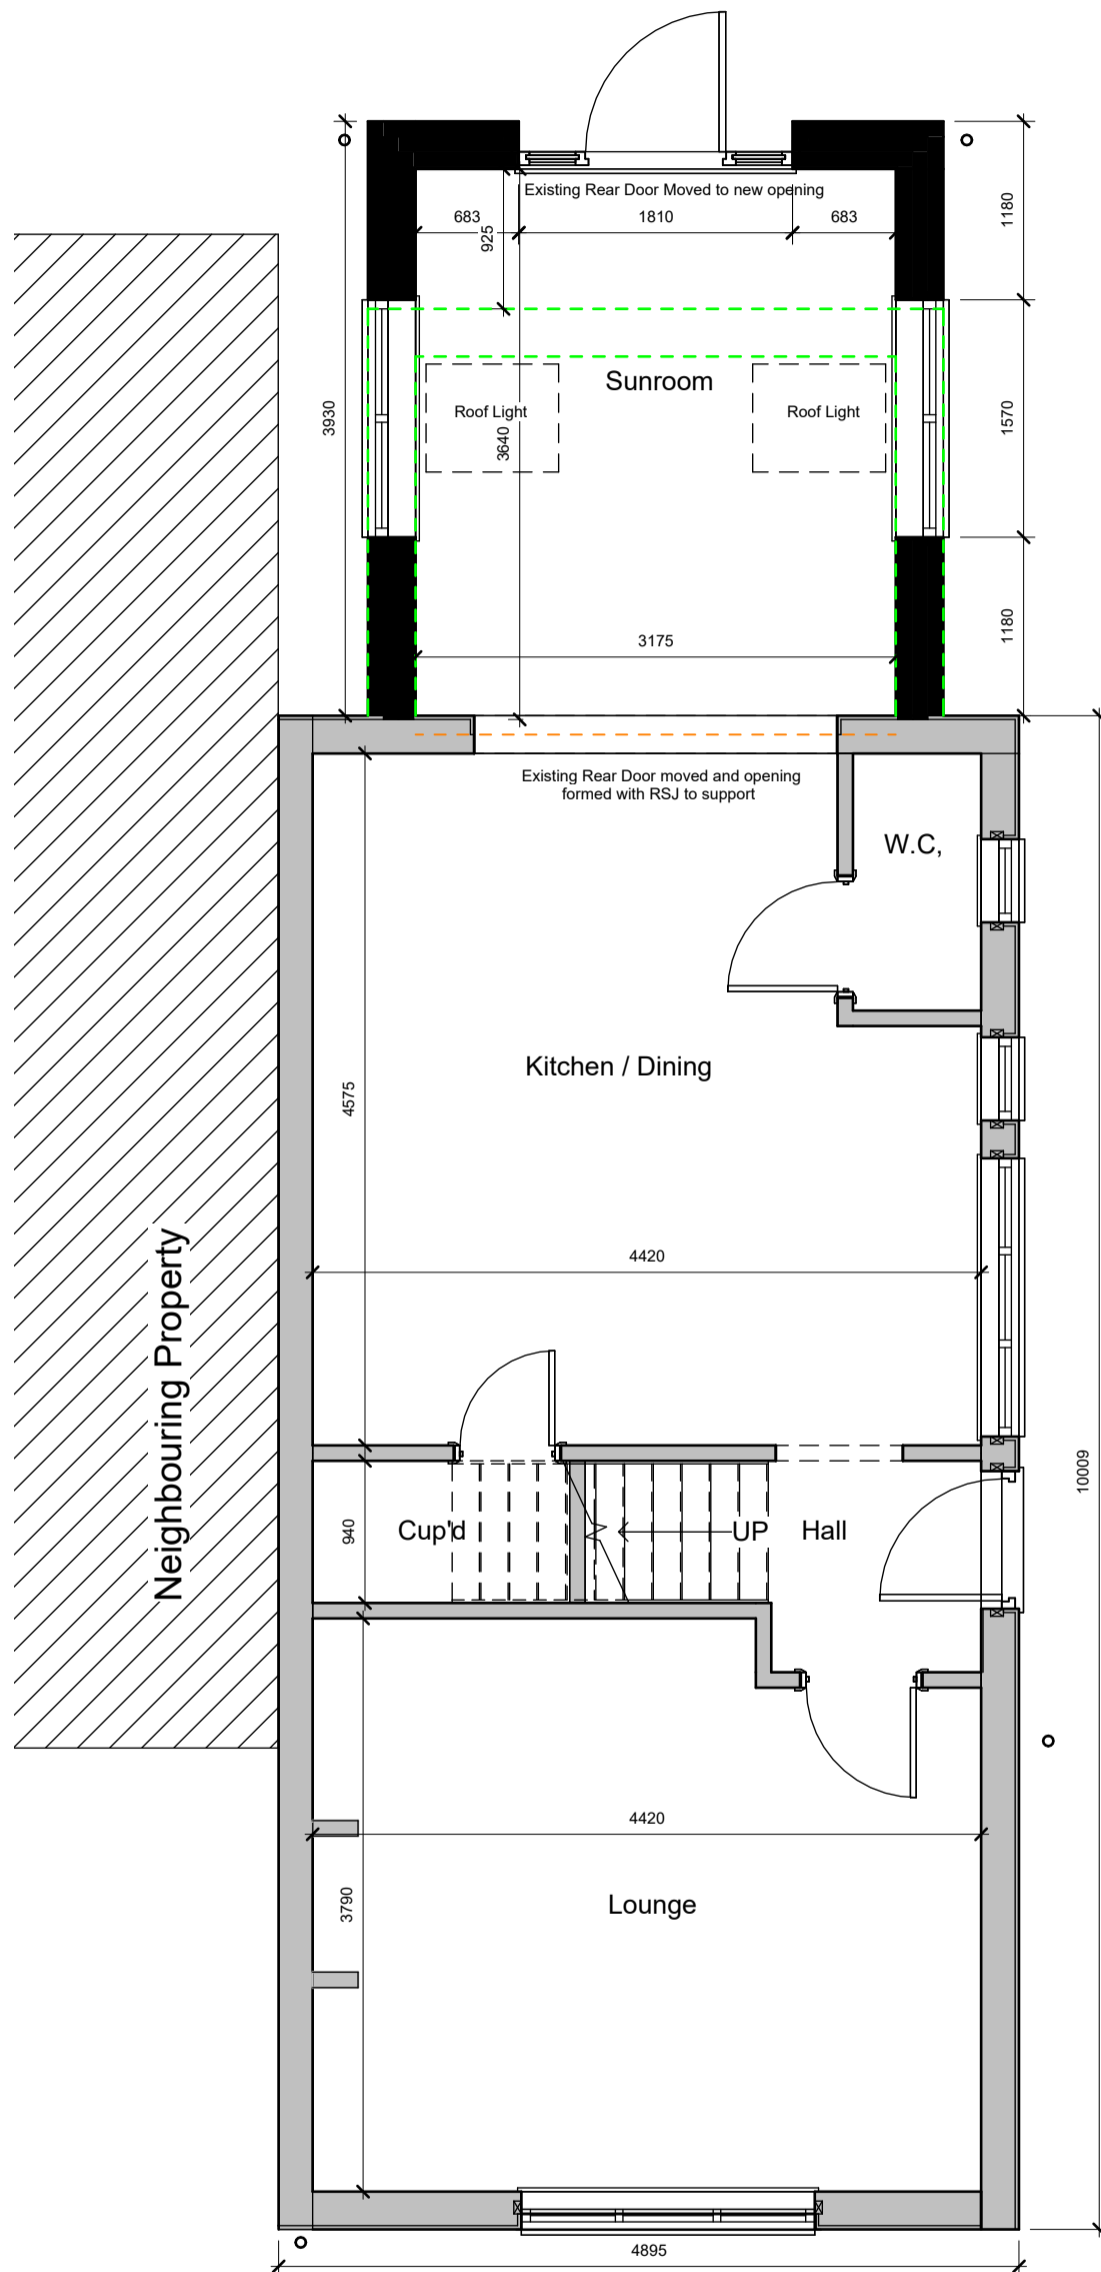 Existing Rear Door Moved to new opening
683
1810
683
925
1180
3930
Sunroom
Roof Light
Roof Light
3640
1570
1180
3175
Existing Rear Door moved and opening
formed with RSJ to support
W.C,
Kitchen / Dining
4575
4420
Neighbouring Property
10009
940
Cup'd
UP
Hall
4420
3790
Lounge
4895